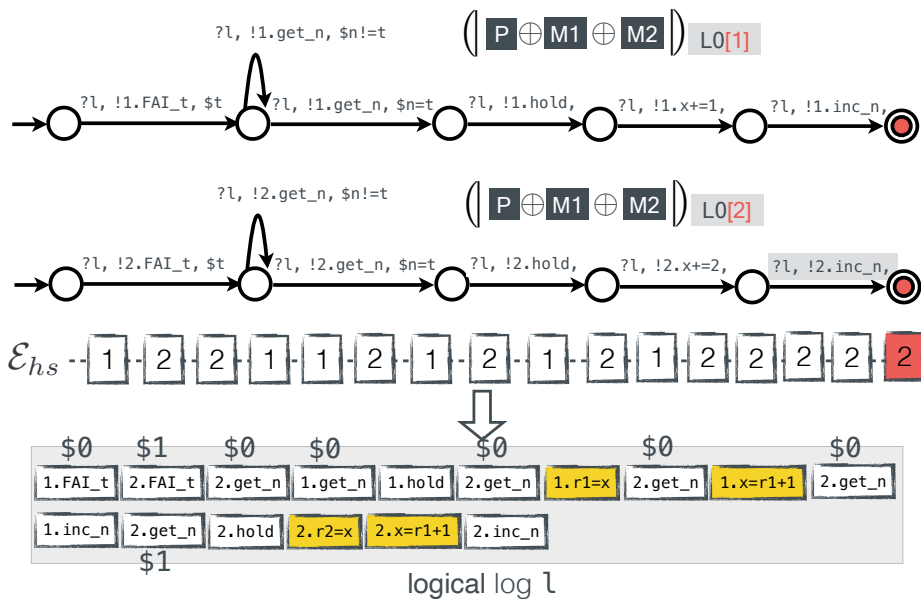 ?l, !1.get_n, $n!=t
(| P ⊕ M1 ⊕ M2 |) L0[1]
?l, !1.FAI_t, $t ?l, !1.get_n, $n=t ?l, !1.hold, ?l, !1.x+=1, ?l, !1.inc_n,
?l, !2.get_n, $n!=t
(| P ⊕ M1 ⊕ M2 |) L0[2]
?l, !2.FAI_t, $t ?l, !2.get_n, $n=t ?l, !2.hold, ?l, !2.x+=2, ?l, !2.inc_n,
ℰhs 1 2 2 1 1 2 1 2 1 2 1 2 2 2 2 2
$0 $1 $0 $0 $0 $0 $0
1.FAI_t 2.FAI_t 2.get_n 1.get_n 1.hold 2.get_n 1.r1=x 2.get_n 1.x=r1+1 2.get_n
1.inc_n 2.get_n 2.hold 2.r2=x 2.x=r1+1 2.inc_n
$1
logical log l